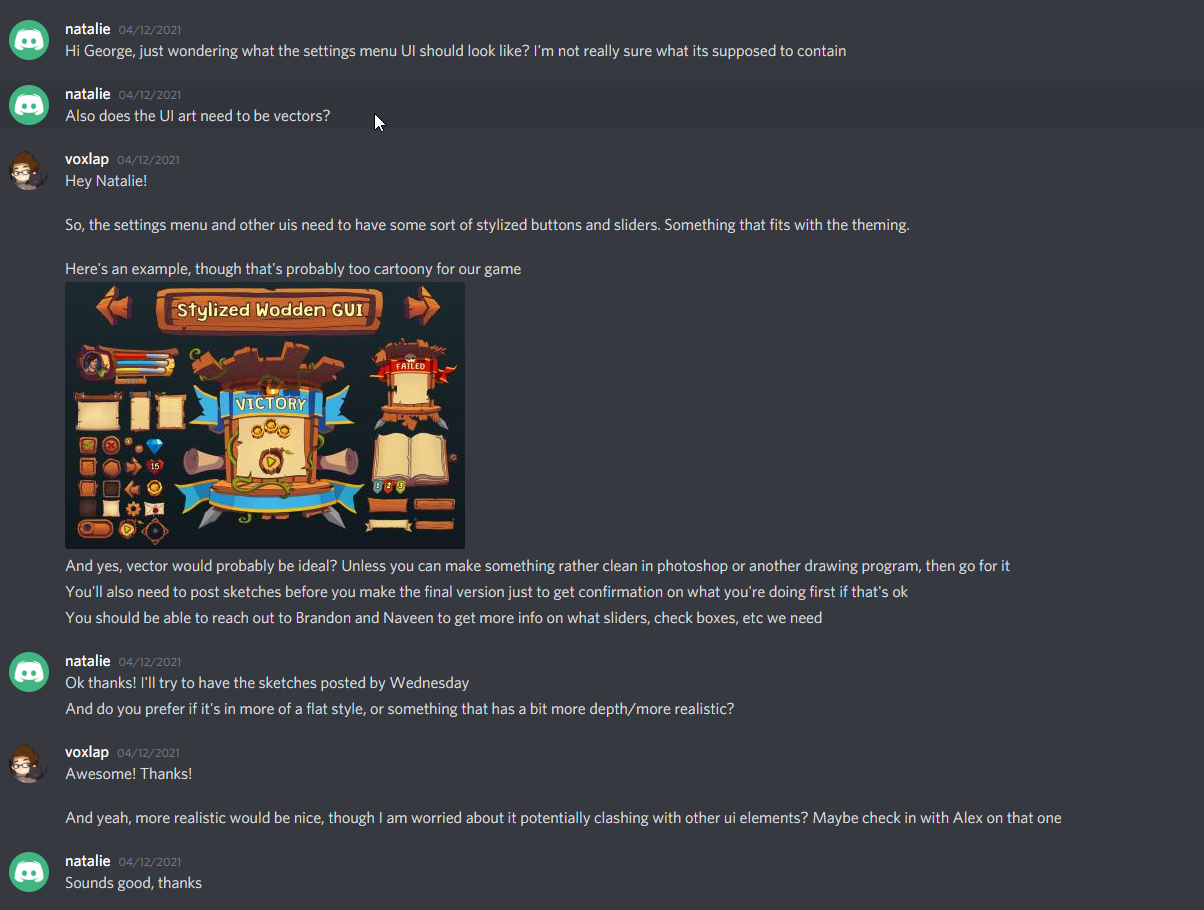 natalie 04/12/2021
Hi George, just wondering what the settings menu UI should look like? I'm not really sure what its supposed to contain
natalie 04/12/2021
Also does the UI art need to be vectors?
voxlap 04/12/2021
Hey Natalie!
So, the settings menu and other uis need to have some sort of stylized buttons and sliders. Something that fits with the theming.
Here's an example, though that's probably too cartoony for our game
Stylized Wodden GUI
FAILED
VICTORY
15
1 2 3
And yes, vector would probably be ideal? Unless you can make something rather clean in photoshop or another drawing program, then go for it
You'll also need to post sketches before you make the final version just to get confirmation on what you're doing first if that's ok
You should be able to reach out to Brandon and Naveen to get more info on what sliders, check boxes, etc we need
natalie 04/12/2021
Ok thanks! I'll try to have the sketches posted by Wednesday
And do you prefer if it's in more of a flat style, or something that has a bit more depth/more realistic?
voxlap 04/12/2021
Awesome! Thanks!
And yeah, more realistic would be nice, though I am worried about it potentially clashing with other ui elements? Maybe check in with Alex on that one
natalie 04/12/2021
Sounds good, thanks